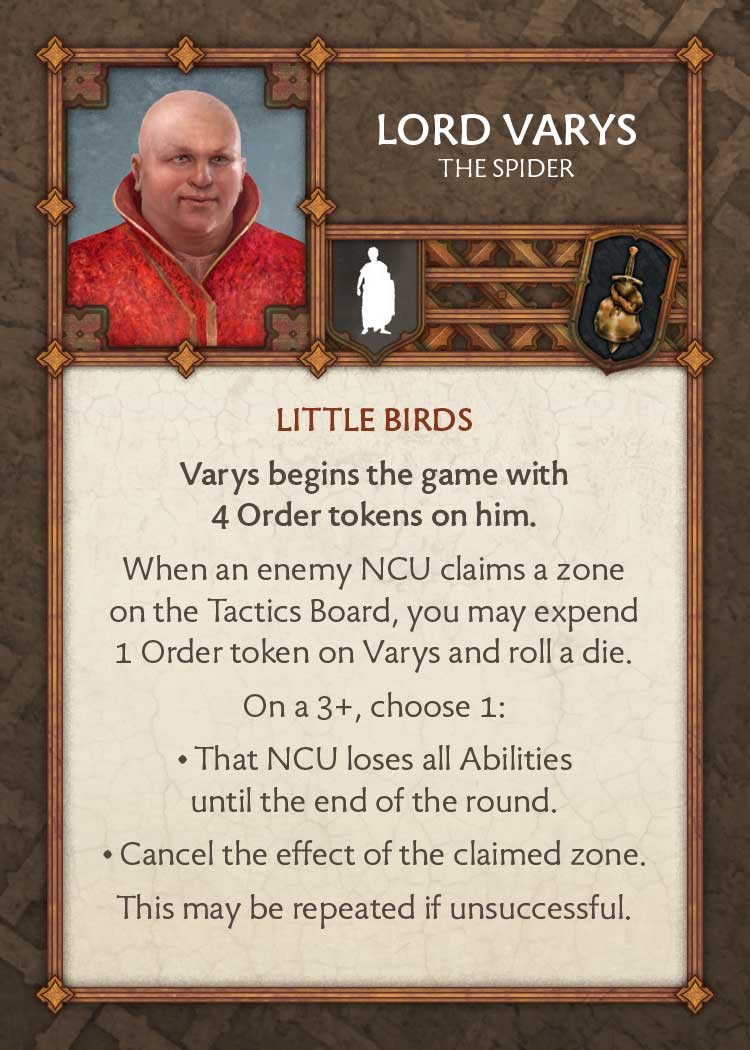 LORD VARYS
THE SPIDER
LITTLE BIRDS
Varys begins the game with
4 Order tokens on him.
When an enemy NCU claims a zone
on the Tactics Board, you may expend
1 Order token on Varys and roll a die.
On a 3+, choose 1:
• That NCU loses all Abilities
until the end of the round.
• Cancel the effect of the claimed zone.
This may be repeated if unsuccessful.